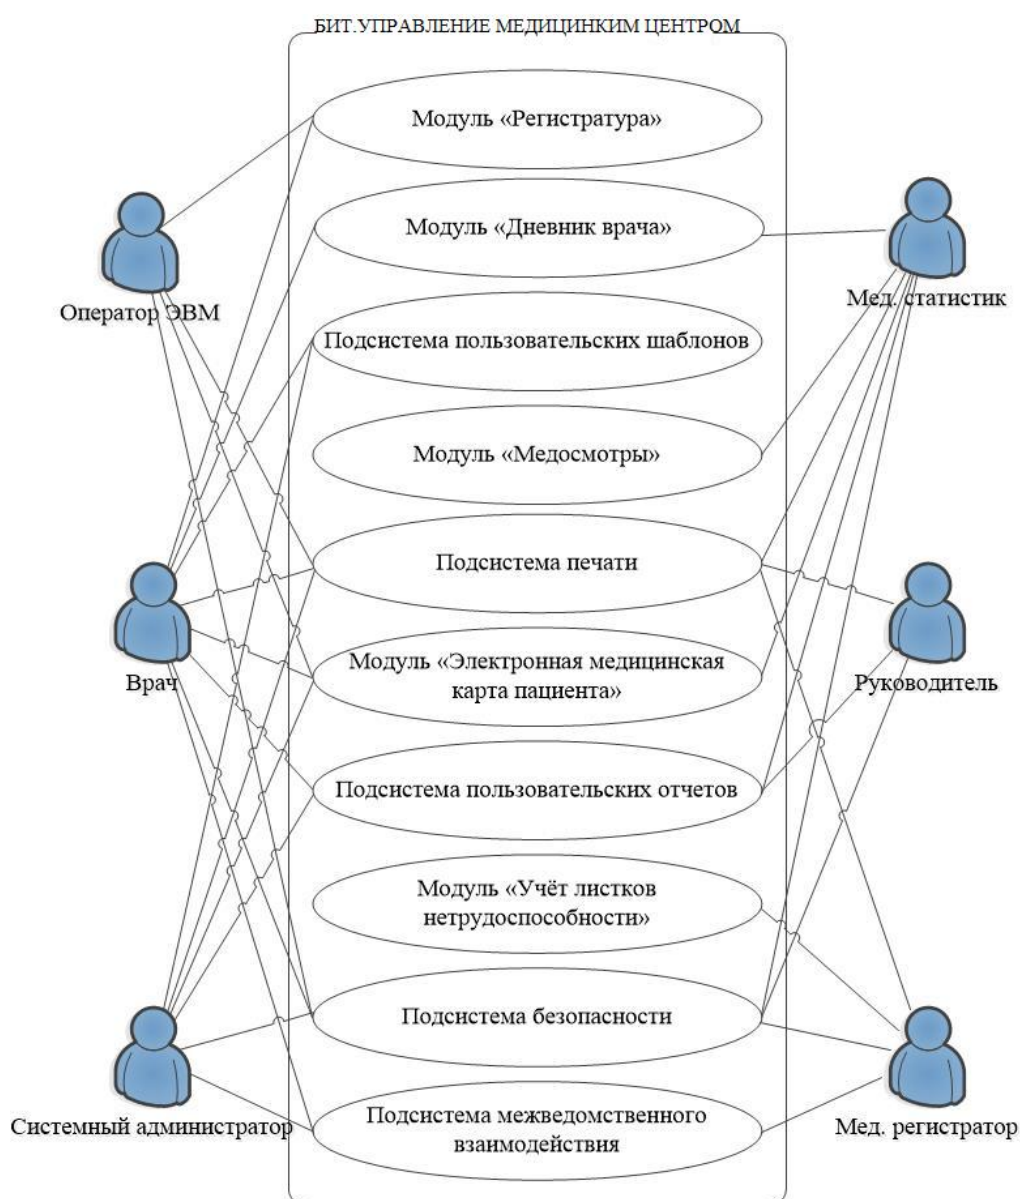 БИТ.УПРАВЛЕНИЕ МЕДИЦИНКИМ ЦЕНТРОМ
Модуль «Регистратура»
Модуль «Дневник врача»
Оператор ЭВМ
Мед. статистик
Подсистема пользовательских шаблонов
Модуль «Медосмотры»
Подсистема печати
Врач
Модуль «Электронная медицинская
карта пациента»
Руководитель
Подсистема пользовательских отчетов
Модуль «Учёт листков
нетрудоспособности»
Подсистема безопасности
Системный администратор
Подсистема межведомственного
взаимодействия
Мед. регистратор